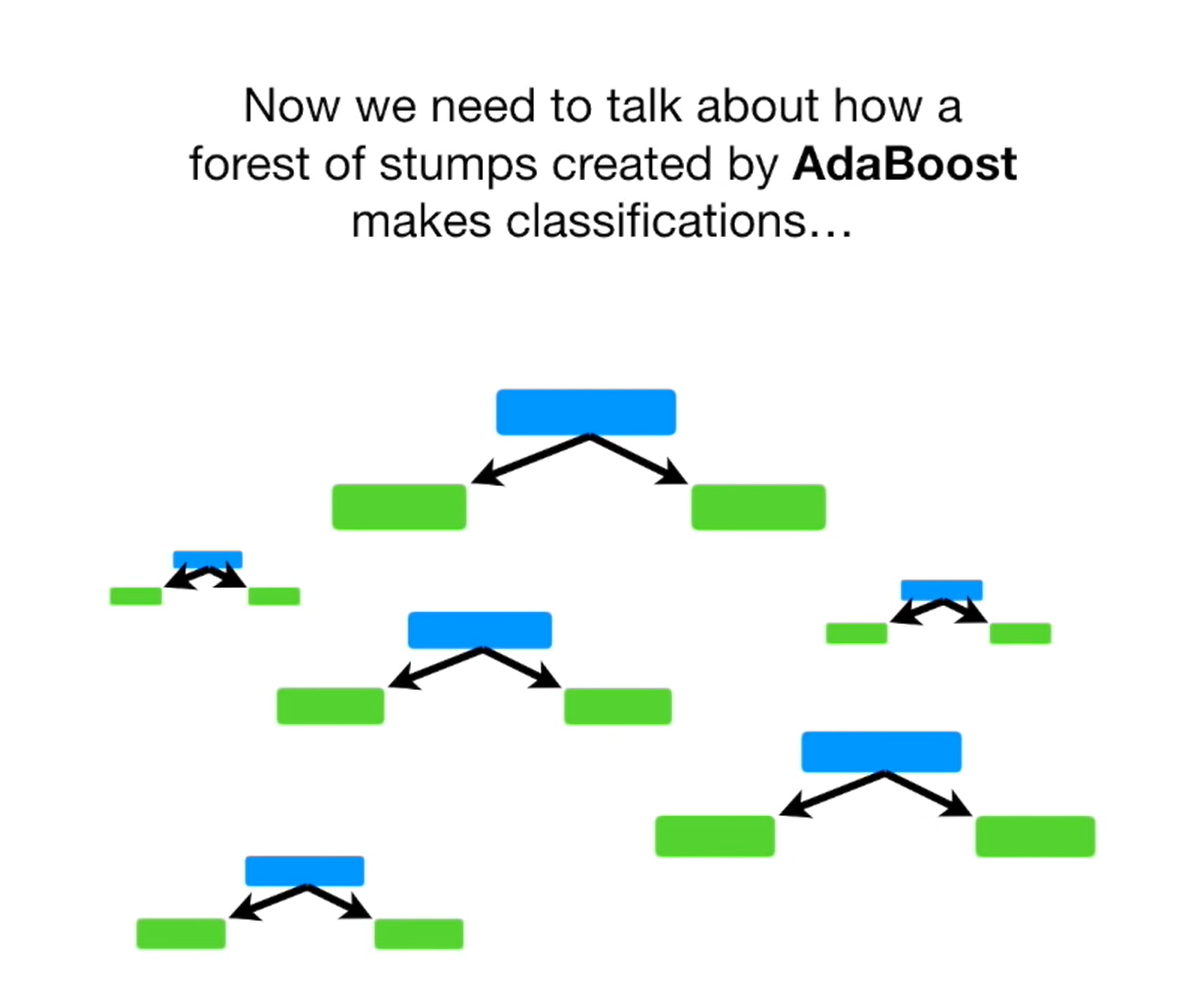 Now we need to talk about how a
forest of stumps created by AdaBoost
makes classifications…